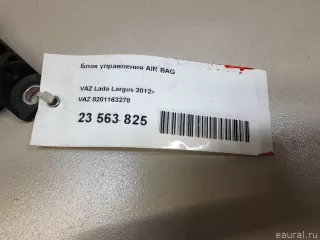 Блок управления AIR BAG
VAZ Lada Largus 2012>
VAZ 8201163278
23 563 825
eaural.ru